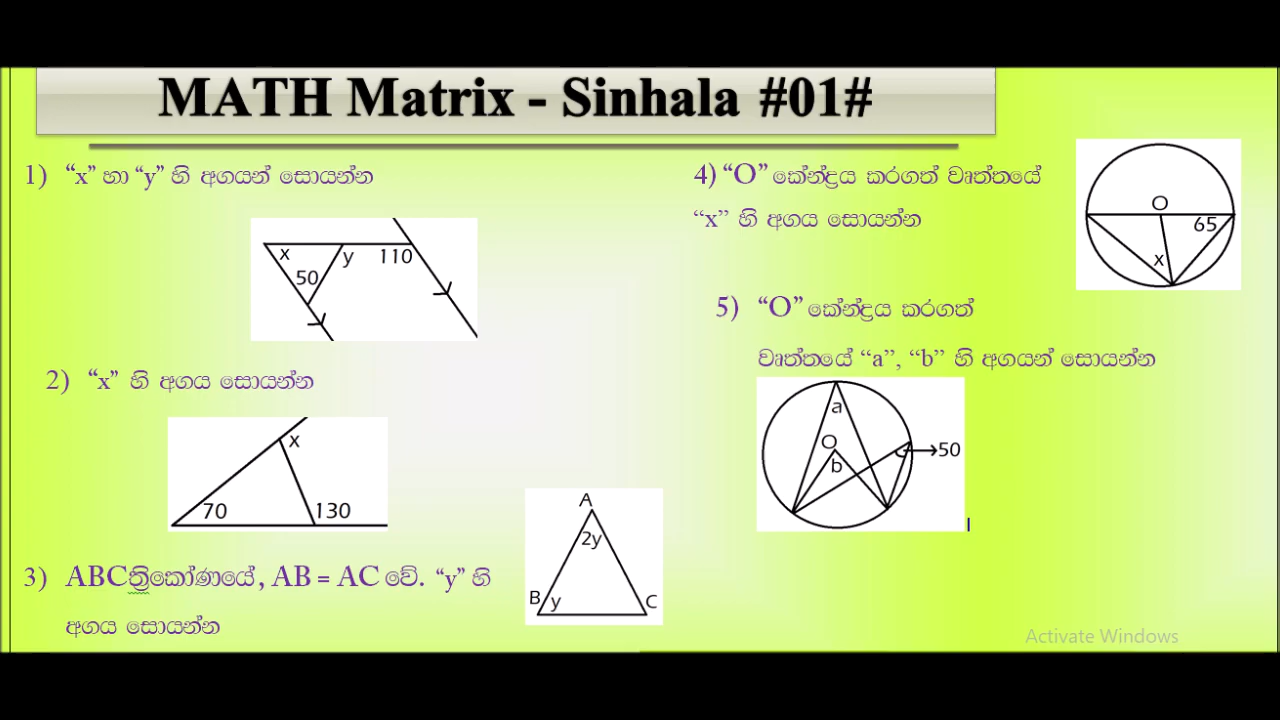 MATH Matrix - Sinhala #01#
1) “x” හා “y” හි අගයන් සොයන්න
x
y
110
50
2) “x” හි අගය සොයන්න
x
70
130
3) ABCත්‍රිකෝණයේ, AB = AC වේ. “y” හි
අගය සොයන්න
A
2y
B
y
C
4) “O” කේන්ද්‍රය කරගත් වෘත්තයේ
“x” හි අගය සොයන්න
O
65
x
5) “O” කේන්ද්‍රය කරගත්
වෘත්තයේ “a”, “b” හි අගයන් සොයන්න
a
O
b
50
Activate Windows